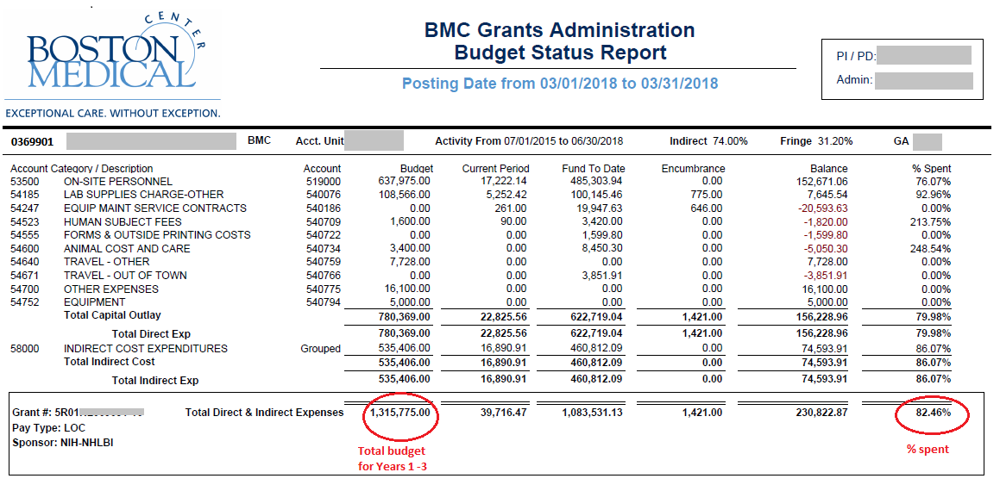 CENTER
BOSTON
MEDICAL
EXCEPTIONAL CARE. WITHOUT EXCEPTION.
BMC Grants Administration
Budget Status Report
Posting Date from 03/01/2018 to 03/31/2018
PI / PD:
Admin:
0369901 BMC Acct. Unit Activity From 07/01/2015 to 06/30/2018 Indirect 74.00% Fringe 31.20% GA
Account Category / Description Account Budget Current Period Fund To Date Encumbrance Balance % Spent
53500 ON-SITE PERSONNEL 519000 637,975.00 17,222.14 485,303.94 0.00 152,671.06 76.07%
54185 LAB SUPPLIES CHARGE-OTHER 540076 108,566.00 5,252.42 100,145.46 775.00 7,645.54 92.96%
54247 EQUIP MAINT SERVICE CONTRACTS 540186 0.00 261.00 19,947.63 646.00 -20,593.63 0.00%
54523 HUMAN SUBJECT FEES 540709 1,600.00 90.00 3,420.00 0.00 -1,820.00 213.75%
54555 FORMS & OUTSIDE PRINTING COSTS 540722 0.00 0.00 1,599.80 0.00 -1,599.80 0.00%
54600 ANIMAL COST AND CARE 540734 3,400.00 0.00 8,450.30 0.00 -5,050.30 248.54%
54640 TRAVEL - OTHER 540759 7,728.00 0.00 0.00 0.00 7,728.00 0.00%
54671 TRAVEL - OUT OF TOWN 540766 0.00 0.00 3,851.91 0.00 -3,851.91 0.00%
54700 OTHER EXPENSES 540775 16,100.00 0.00 0.00 0.00 16,100.00 0.00%
54752 EQUIPMENT 540794 5,000.00 0.00 0.00 0.00 5,000.00 0.00%
Total Capital Outlay 780,369.00 22,825.56 622,719.04 1,421.00 156,228.96 79.98%
Total Direct Exp 780,369.00 22,825.56 622,719.04 1,421.00 156,228.96 79.98%
58000 INDIRECT COST EXPENDITURES Grouped 535,406.00 16,890.91 460,812.09 0.00 74,593.91 86.07%
Total Indirect Cost 535,406.00 16,890.91 460,812.09 0.00 74,593.91 86.07%
Total Indirect Exp 535,406.00 16,890.91 460,812.09 0.00 74,593.91 86.07%
Grant #: 5R01 Total Direct & Indirect Expenses 1,315,775.00 39,716.47 1,083,531.13 1,421.00 230,822.87 82.46%
Pay Type: LOC
Sponsor: NIH-NHLBI
Total budget
for Years 1 -3
% spent